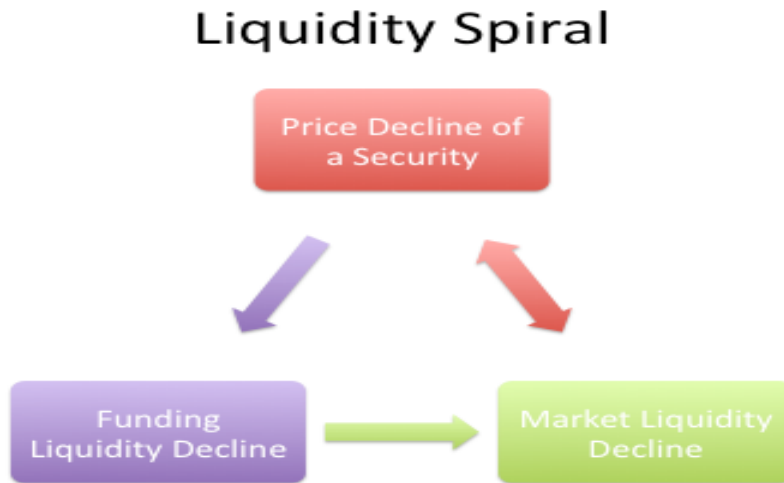 Liquidity Spiral
Price Decline of
a Security
Funding
Liquidity Decline
Market Liquidity
Decline